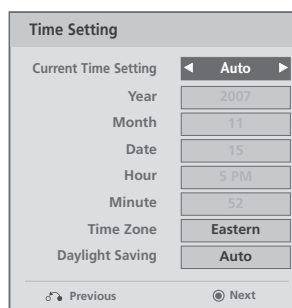 Time Setting
Current Time Setting ◀ Auto ▶
Year 2007
Month 11
Date 15
Hour 5 PM
Minute 52
Time Zone Eastern
Daylight Saving Auto
Previous Next